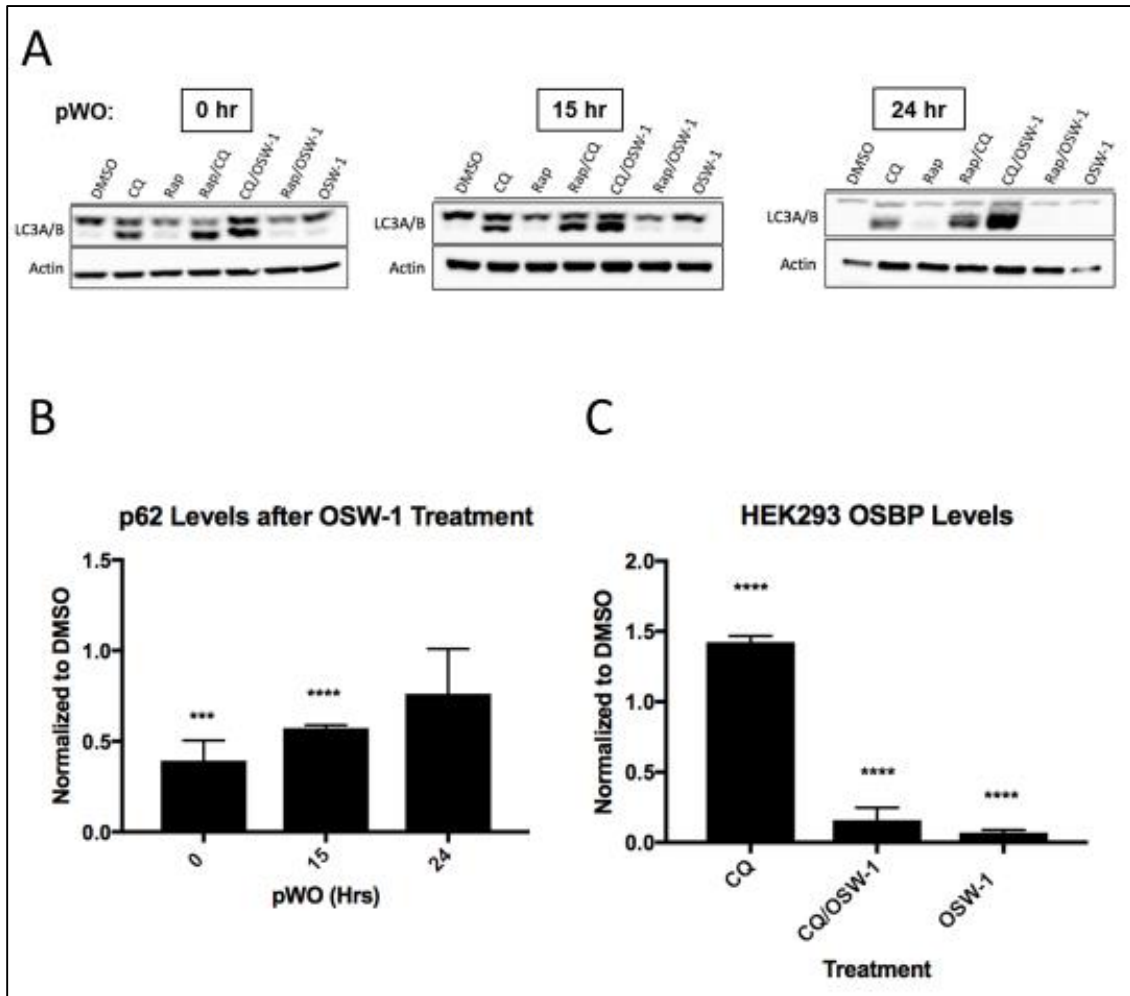 A
pWO:
0 hr
15 hr
24 hr
DMSO
CQ
Rap
Rap/CQ
CQ/OSW-1
Rap/OSW-1
OSW-1
LC3A/B
Actin
DMSO
CQ
Rap
Rap/CQ
CQ/OSW-1
Rap/OSW-1
OSW-1
LC3A/B
Actin
DMSO
CQ
Rap
Rap/CQ
CQ/OSW-1
Rap/OSW-1
OSW-1
LC3A/B
Actin
B
p62 Levels after OSW-1 Treatment
Normalized to DMSO
1.5
1.0
0.5
0.0
***
****
0
15
24
pWO (Hrs)
C
HEK293 OSBP Levels
Normalized to DMSO
2.0
1.5
1.0
0.5
0.0
****
****
****
CQ
CQ/OSW-1
OSW-1
Treatment